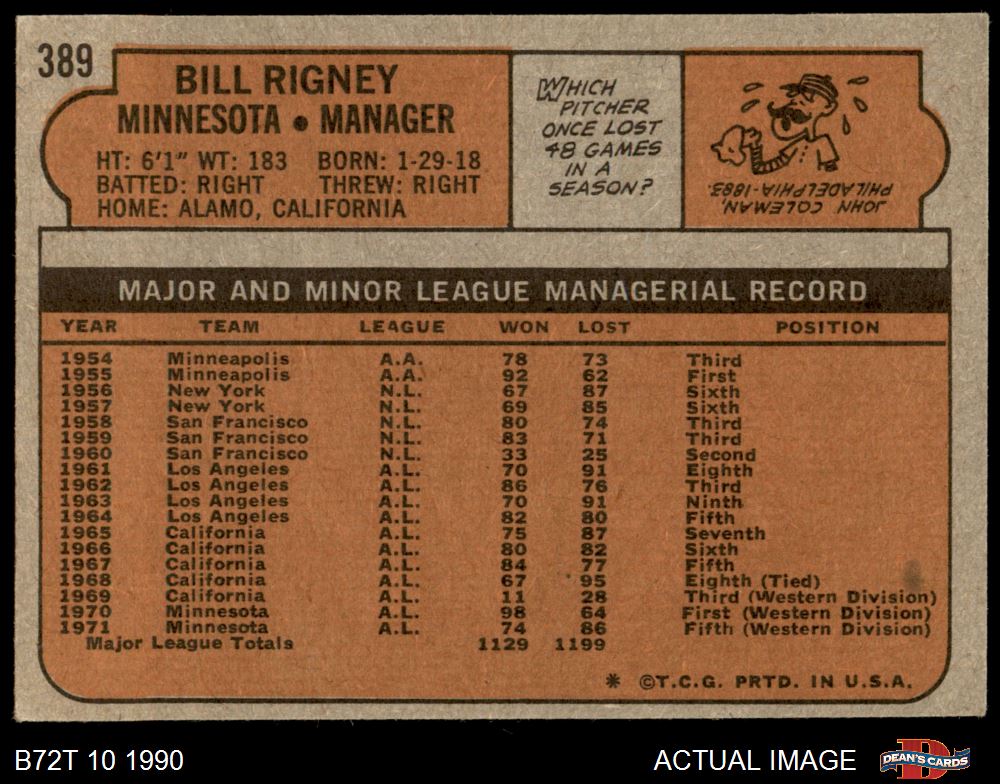 389
BILL RIGNEY
MINNESOTA • MANAGER
HT: 6'1" WT: 183 BORN: 1-29-18
BATTED: RIGHT THREW: RIGHT
HOME: ALAMO, CALIFORNIA
WHICH
PITCHER
ONCE LOST
48 GAMES
IN A
SEASON?
JOHN COLEMAN,
PHILADELPHIA-1883.
MAJOR AND MINOR LEAGUE MANAGERIAL RECORD
YEAR TEAM LEAGUE WON LOST POSITION
1954 Minneapolis A.A. 78 73 Third
1955 Minneapolis A.A. 92 62 First
1956 New York N.L. 67 87 Sixth
1957 New York N.L. 69 85 Sixth
1958 San Francisco N.L. 80 74 Third
1959 San Francisco N.L. 83 71 Third
1960 San Francisco N.L. 33 25 Second
1961 Los Angeles A.L. 70 91 Eighth
1962 Los Angeles A.L. 86 76 Third
1963 Los Angeles A.L. 70 91 Ninth
1964 Los Angeles A.L. 82 80 Fifth
1965 California A.L. 75 87 Seventh
1966 California A.L. 80 82 Sixth
1967 California A.L. 84 77 Fifth
1968 California A.L. 67 95 Eighth (Tied)
1969 California A.L. 11 28 Third (Western Division)
1970 Minnesota A.L. 98 64 First (Western Division)
1971 Minnesota A.L. 74 86 Fifth (Western Division)
Major League Totals 1129 1199
* ©T.C.G. PRTD. IN U.S.A.
B72T 10 1990 ACTUAL IMAGE
D
DEAN'S CARDS